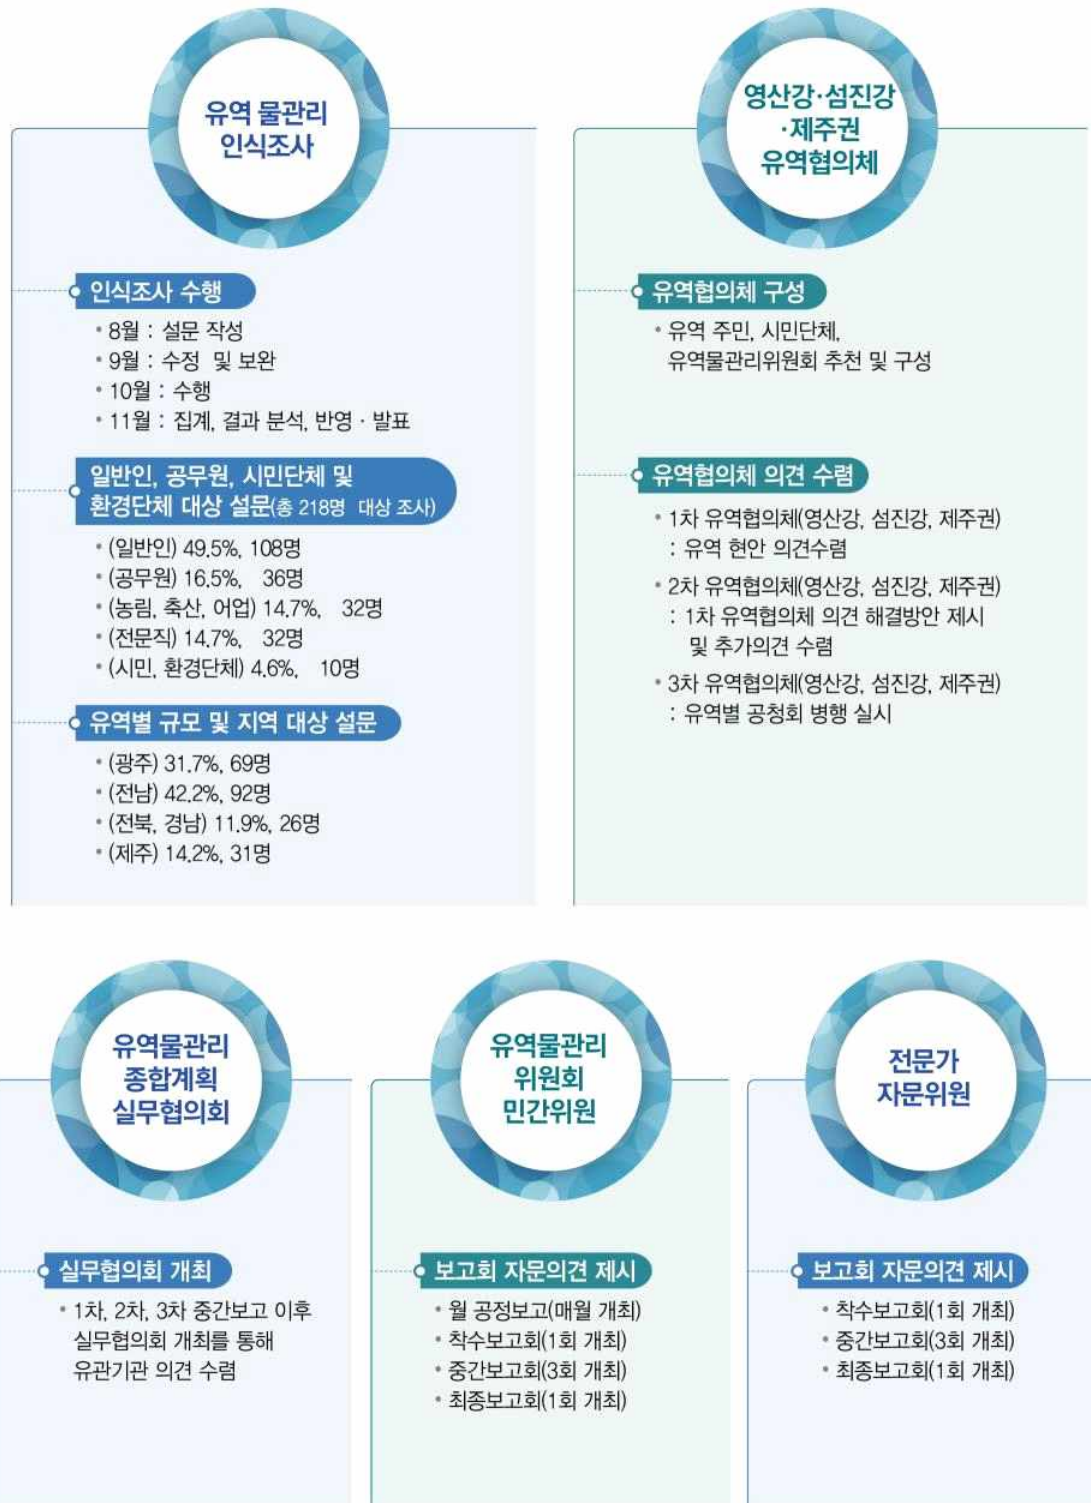 유역 물관리
인식조사
인식조사 수행
• 8월 : 설문 작성
• 9월 : 수정 및 보완
• 10월 : 수행
• 11월 : 집계, 결과 분석, 반영 · 발표
일반인, 공무원, 시민단체 및
환경단체 대상 설문(총 218명 대상 조사)
• (일반인) 49.5%, 108명
• (공무원) 16.5%, 36명
• (농림, 축산, 어업) 14.7%, 32명
• (전문직) 14.7%, 32명
• (시민, 환경단체) 4.6%, 10명
유역별 규모 및 지역 대상 설문
• (광주) 31.7%, 69명
• (전남) 42.2%, 92명
• (전북, 경남) 11.9%, 26명
• (제주) 14.2%, 31명
영산강·섬진강
·제주권
유역협의체
유역협의체 구성
• 유역 주민, 시민단체,
유역물관리위원회 추천 및 구성
유역협의체 의견 수렴
• 1차 유역협의체(영산강, 섬진강, 제주권)
: 유역 현안 의견수렴
• 2차 유역협의체(영산강, 섬진강, 제주권)
: 1차 유역협의체 의견 해결방안 제시
및 추가의견 수렴
• 3차 유역협의체(영산강, 섬진강, 제주권)
: 유역별 공청회 병행 실시
유역물관리
종합계획
실무협의회
실무협의회 개최
• 1차, 2차, 3차 중간보고 이후
실무협의회 개최를 통해
유관기관 의견 수렴
유역물관리
위원회
민간위원
보고회 자문의견 제시
• 월 공정보고(매월 개최)
• 착수보고회(1회 개최)
• 중간보고회(3회 개최)
• 최종보고회(1회 개최)
전문가
자문위원
보고회 자문의견 제시
• 착수보고회(1회 개최)
• 중간보고회(3회 개최)
• 최종보고회(1회 개최)